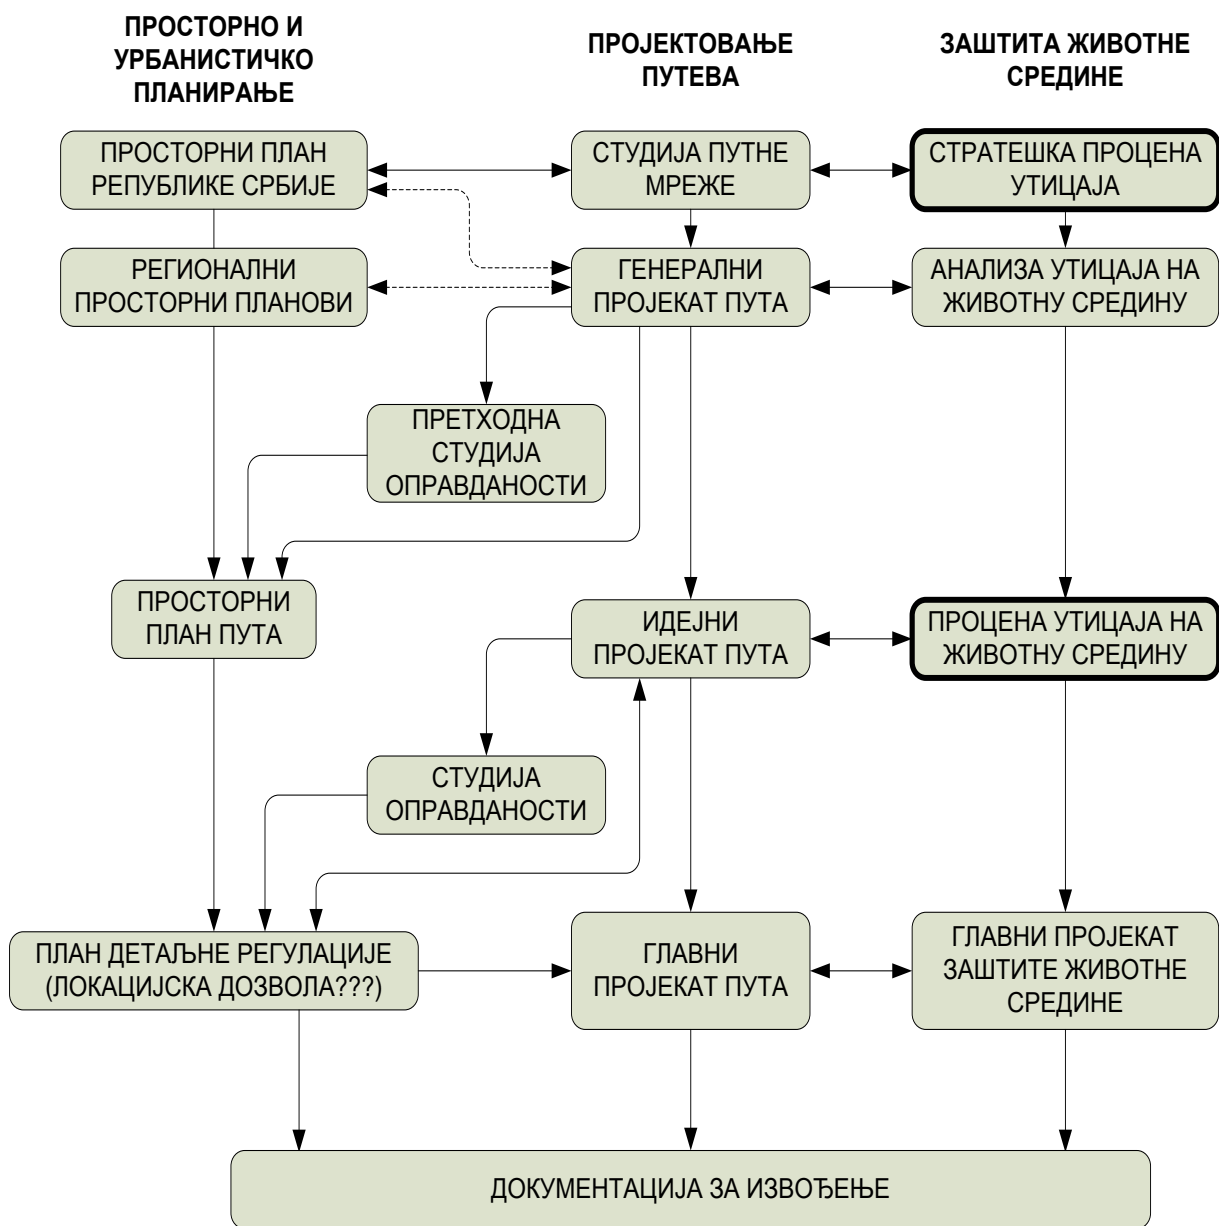 ПРОСТОРНО И
УРБАНИСТИЧКО
ПЛАНИРАЊЕ
ПРОЈЕКТОВАЊЕ
ПУТЕВА
ЗАШТИТА ЖИВОТНЕ
СРЕДИНЕ
ПРОСТОРНИ ПЛАН
РЕПУБЛИКЕ СРБИЈЕ
СТУДИЈА ПУТНЕ
МРЕЖЕ
СТРАТЕШКА ПРОЦЕНА
УТИЦАЈА
РЕГИОНАЛНИ
ПРОСТОРНИ ПЛАНОВИ
ГЕНЕРАЛНИ
ПРОЈЕКАТ ПУТА
АНАЛИЗА УТИЦАЈА НА
ЖИВОТНУ СРЕДИНУ
ПРЕТХОДНА
СТУДИЈА
ОПРАВДАНОСТИ
ПРОСТОРНИ
ПЛАН ПУТА
ИДЕЈНИ
ПРОЈЕКАТ ПУТА
ПРОЦЕНА УТИЦАЈА НА
ЖИВОТНУ СРЕДИНУ
СТУДИЈА
ОПРАВДАНОСТИ
ПЛАН ДЕТАЉНЕ РЕГУЛАЦИЈЕ
(ЛОКАЦИЈСКА ДОЗВОЛА???)
ГЛАВНИ
ПРОЈЕКАТ ПУТА
ГЛАВНИ ПРОЈЕКАТ
ЗАШТИТЕ ЖИВОТНЕ
СРЕДИНЕ
ДОКУМЕНТАЦИЈА ЗА ИЗВОЂЕЊЕ